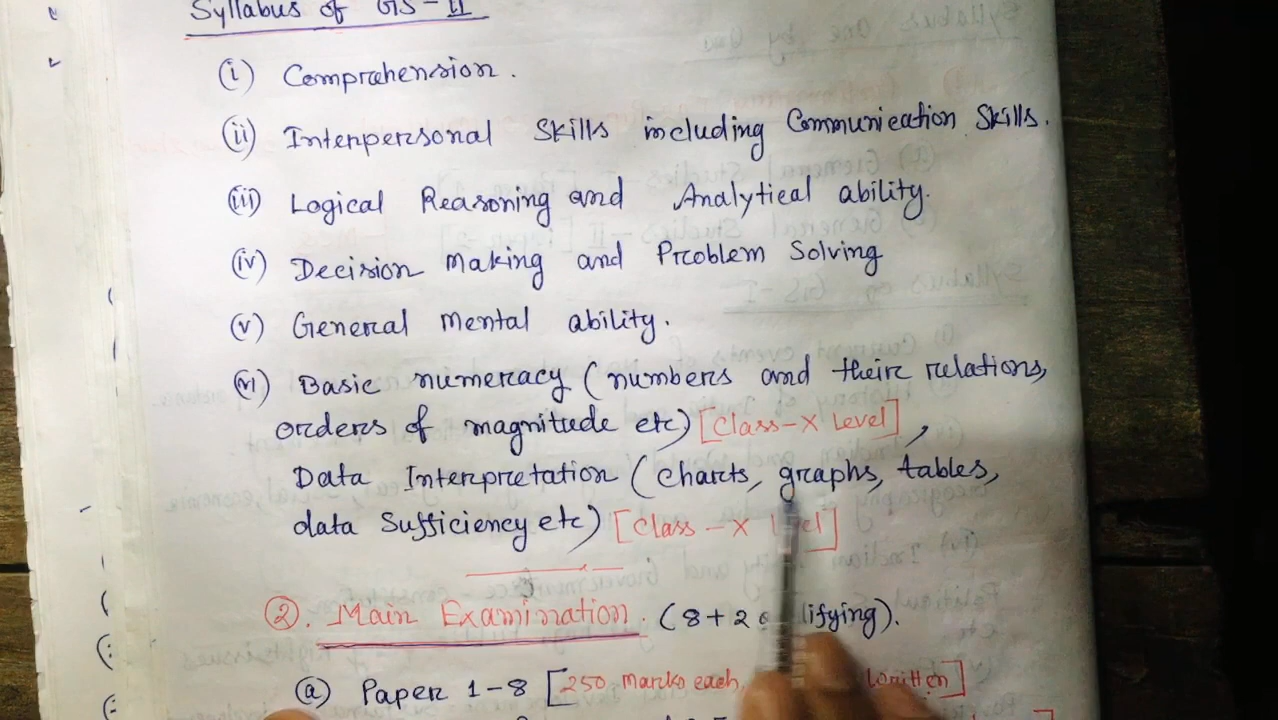 Syllabus of GS-II
(i) Comprehension.
(ii) Interpersonal Skills including Communication Skills.
(iii) Logical Reasoning and Analytical ability.
(iv) Decision Making and Problem Solving
(v) General Mental ability.
(vi) Basic numeracy (numbers and their relations,
orders of magnitude etc) [Class-X Level],
Data Interpretation (Charts, graphs, tables,
data Sufficiency etc) [Class-X
②. Main Examination. (8+2
(a) Paper 1-8 [250 marks each, written]